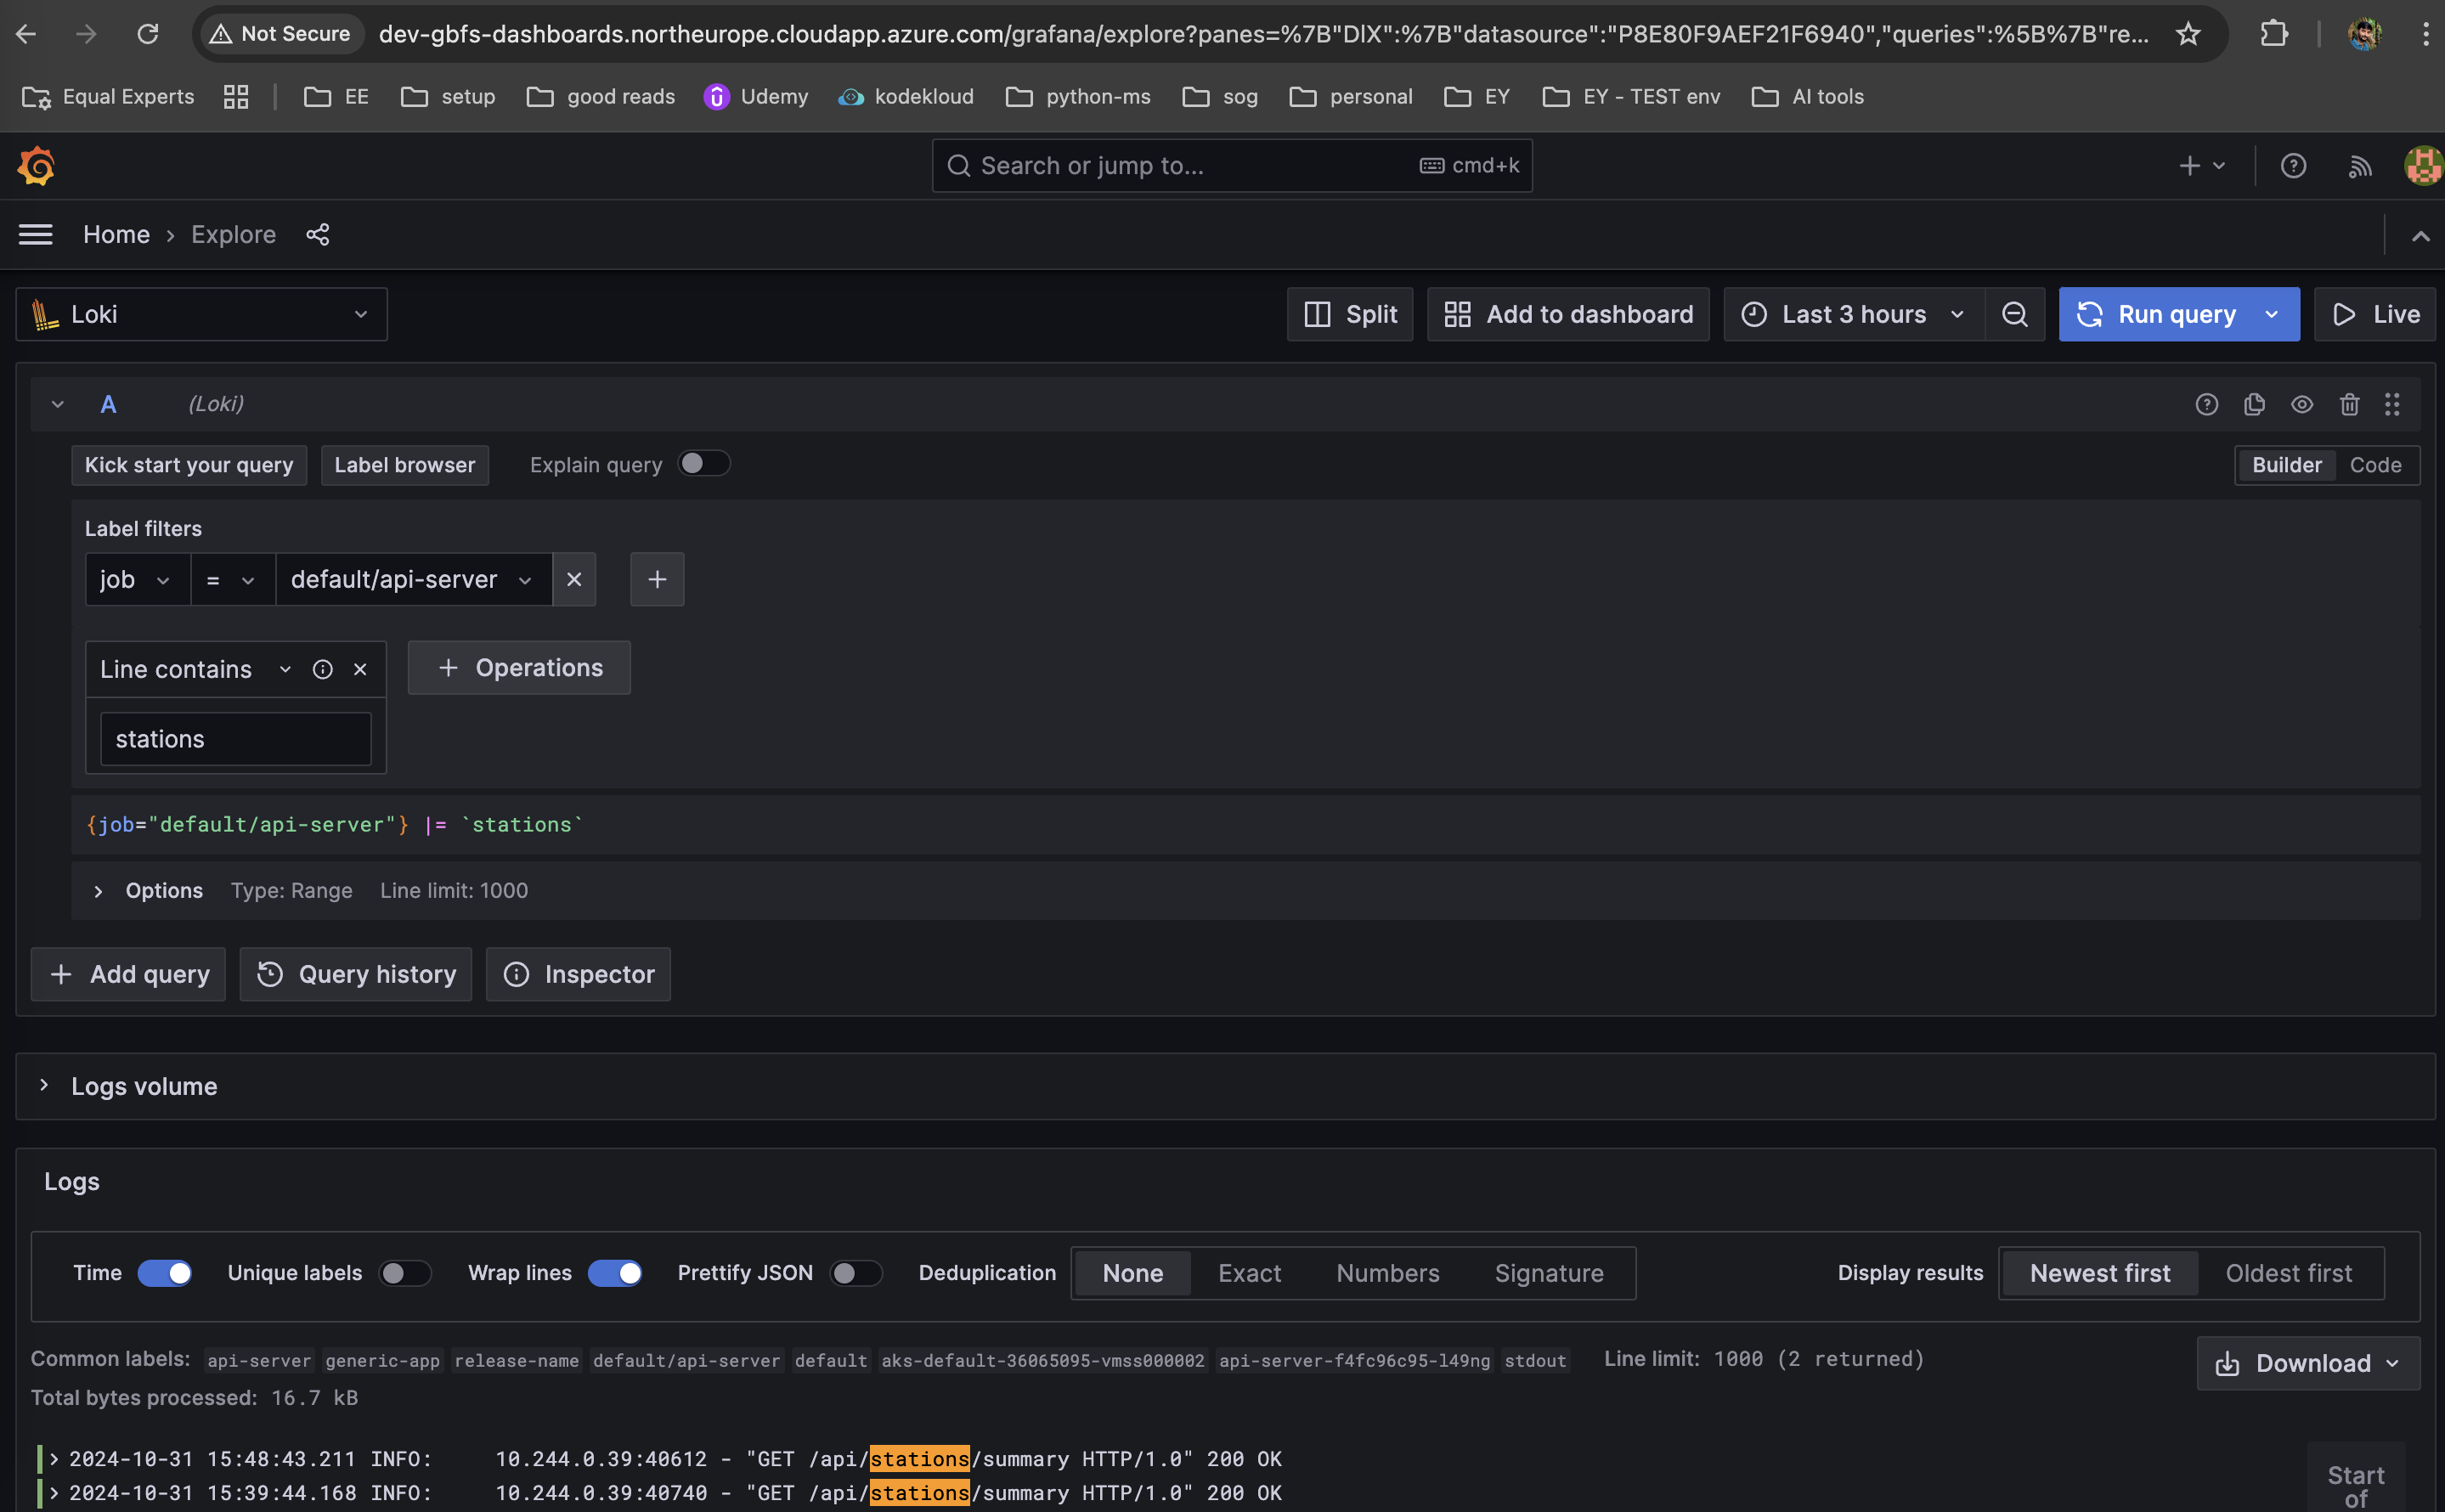 Not Secure dev-gbfs-dashboards.northeurope.cloudapp.azure.com/grafana/explore?panes=%7B"DlX":%7B"datasource":"P8E80F9AEF21F6940","queries":%5B%7B"re...
Equal Experts EE setup good reads Udemy kodekloud python-ms sog personal EY EY - TEST env AI tools
Search or jump to... cmd+k
Home › Explore
Loki Split Add to dashboard Last 3 hours Run query Live
A (Loki)
Kick start your query Label browser Explain query Builder Code
Label filters
job = default/api-server
Line contains + Operations
stations
{job="default/api-server"} |= `stations`
Options Type: Range Line limit: 1000
+ Add query Query history Inspector
Logs volume
Logs
Time Unique labels Wrap lines Prettify JSON Deduplication None Exact Numbers Signature Display results Newest first Oldest first
Common labels: api-server generic-app release-name default/api-server default aks-default-36065095-vmss000002 api-server-f4fc96c95-l49ng stdout Line limit: 1000 (2 returned) Download
Total bytes processed: 16.7 kB
2024-10-31 15:48:43.211 INFO: 10.244.0.39:40612 - "GET /api/stations/summary HTTP/1.0" 200 OK
2024-10-31 15:39:44.168 INFO: 10.244.0.39:40740 - "GET /api/stations/summary HTTP/1.0" 200 OK
Start
of